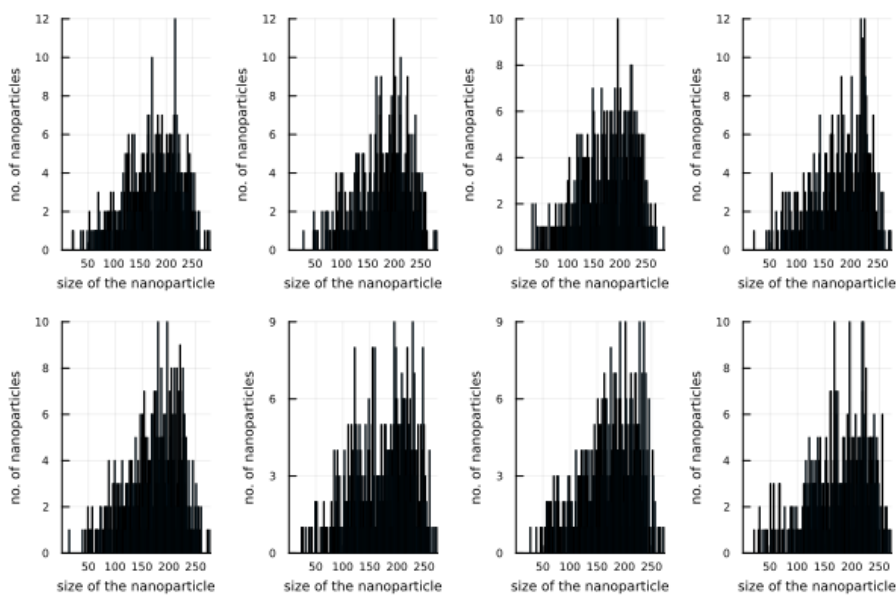 12 12 10 12
10 10 8 10
8 8 6 8
no. of nanoparticles no. of nanoparticles no. of nanoparticles no. of nanoparticles
6 6 4 6
4 4 2 4
2 2 0 2
0 0 0
50 100 150 200 250 50 100 150 200 250 50 100 150 200 250 50 100 150 200 250
size of the nanoparticle size of the nanoparticle size of the nanoparticle size of the nanoparticle
10 9 9 10
8 6 6 8
no. of nanoparticles no. of nanoparticles no. of nanoparticles no. of nanoparticles
6 3 3 6
4 0 0 4
2 2
0 0
50 100 150 200 250 50 100 150 200 250 50 100 150 200 250 50 100 150 200 250
size of the nanoparticle size of the nanoparticle size of the nanoparticle size of the nanoparticle